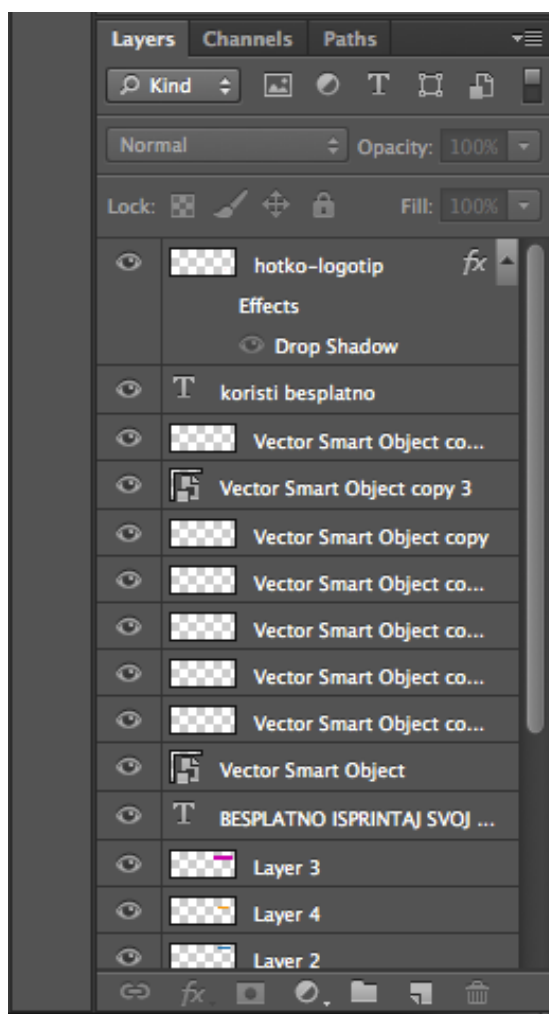 Layers Channels Paths
Kind T
Normal Opacity: 100%
Lock: Fill: 100%
hotko-logotip fx
Effects
Drop Shadow
T koristi besplatno
Vector Smart Object co...
Vector Smart Object copy 3
Vector Smart Object copy
Vector Smart Object co...
Vector Smart Object co...
Vector Smart Object co...
Vector Smart Object co...
Vector Smart Object
T BESPLATNO ISPRINTAJ SVOJ ...
Layer 3
Layer 4
Layer 2
fx